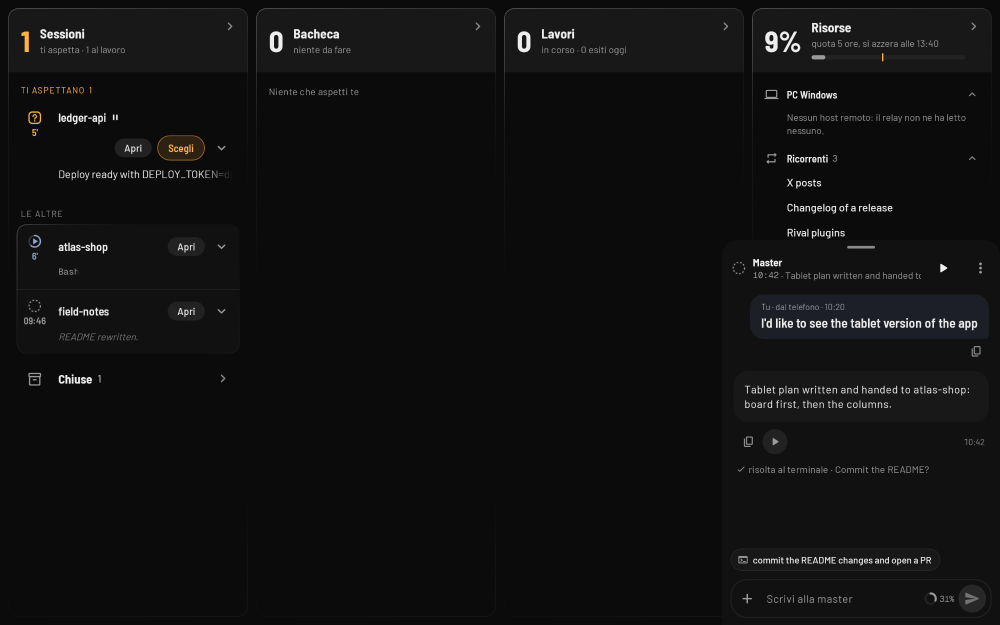 1
Sessioni
ti aspetta · 1 al lavoro
TI ASPETTANO 1
5'
ledger-api
Apri
Scegli
Deploy ready with DEPLOY_TOKEN=
LE ALTRE
6'
atlas-shop
Apri
Bash
09:46
field-notes
Apri
README rewritten.
Chiuse 1
0
Bacheca
niente da fare
Niente che aspetti te
0
Lavori
in corso · 0 esiti oggi
9%
Risorse
quota 5 ore, si azzera alle 13:40
PC Windows
Nessun host remoto: il relay non ne ha letto
nessuno.
Ricorrenti 3
X posts
Changelog of a release
Rival plugins
Master
10:42 · Tablet plan written and handed to
Tu · dal telefono · 10:20
I'd like to see the tablet version of the app
Tablet plan written and handed to atlas-shop:
board first, then the columns.
10:42
✓ risolta al terminale · Commit the README?
commit the README changes and open a PR
Scrivi alla master
31%